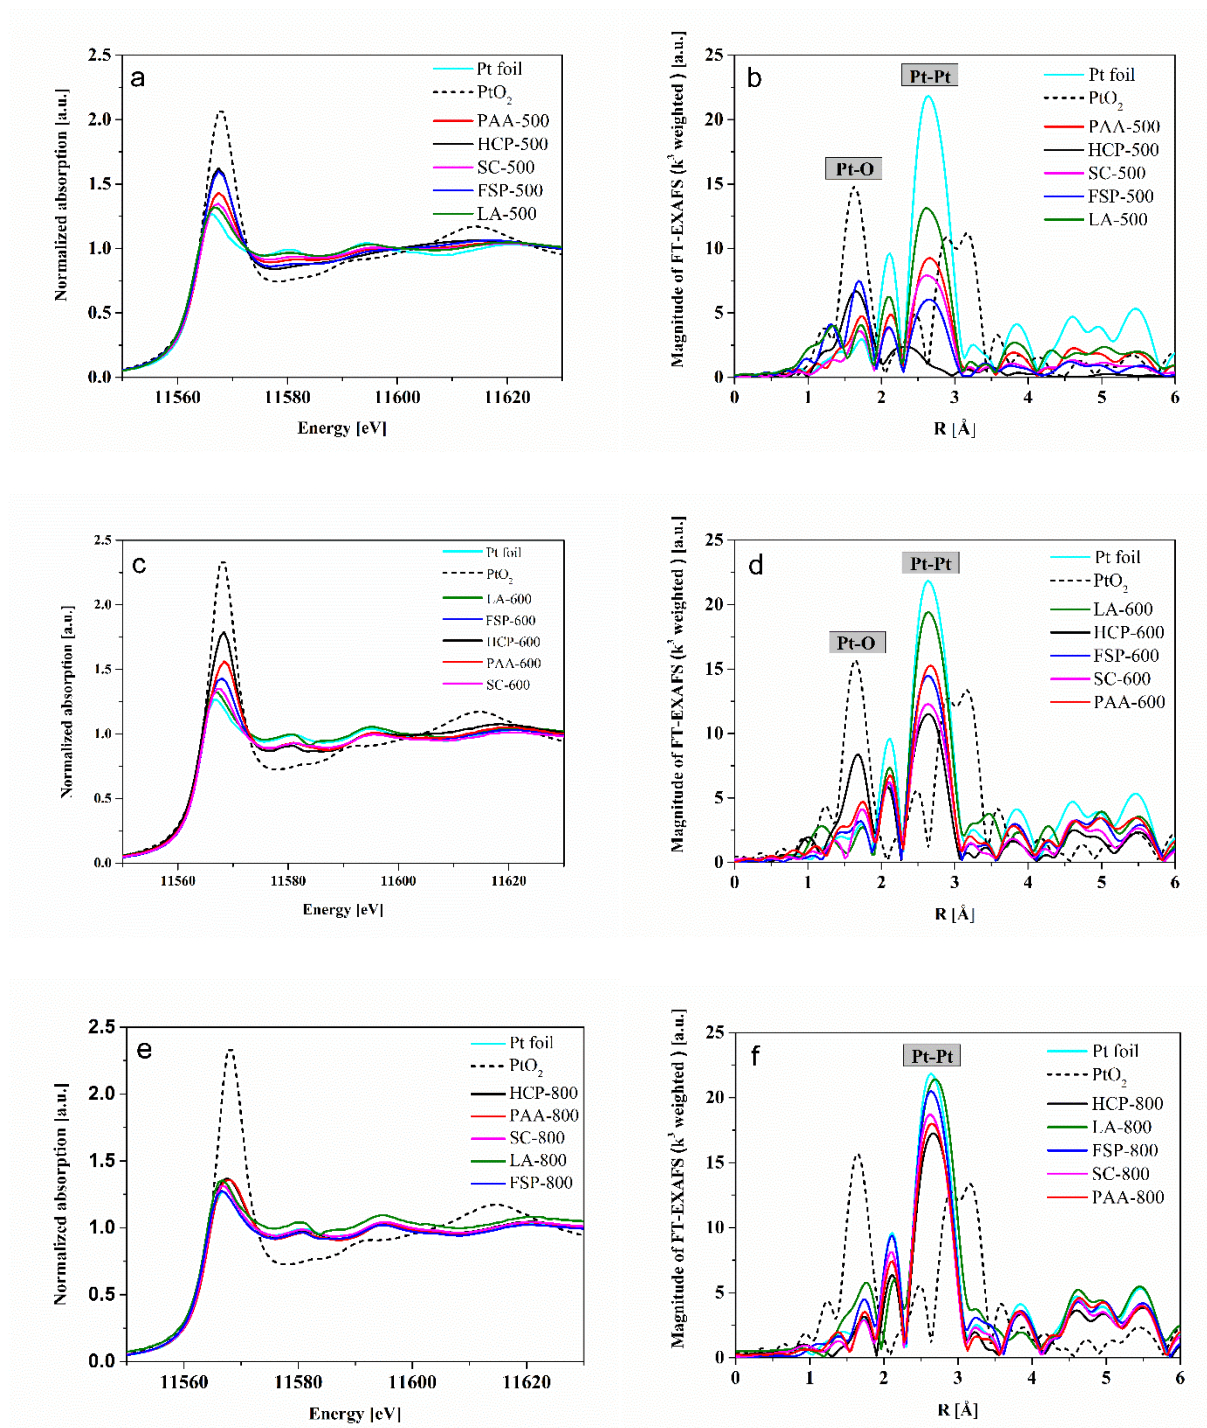 a
Normalized absorption [a.u.]
2.5
2.0
1.5
1.0
0.5
0.0
11560
11580
11600
11620
Energy [eV]
Pt foil
PtO2
PAA-500
HCP-500
SC-500
FSP-500
LA-500
b
Magnitude of FT-EXAFS (k3 weighted ) [a.u.]
25
20
15
10
5
0
0 1 2 3 4 5 6
R [Å]
Pt-O
Pt-Pt
Pt foil
PtO2
PAA-500
HCP-500
SC-500
FSP-500
LA-500
c
Normalized absorption [a.u.]
2.5
2.0
1.5
1.0
0.5
0.0
11560
11580
11600
11620
Energy [eV]
Pt foil
PtO2
LA-600
FSP-600
HCP-600
PAA-600
SC-600
d
Magnitude of FT-EXAFS (k3 weighted ) [a.u.]
25
20
15
10
5
0
0 1 2 3 4 5 6
R [Å]
Pt-O
Pt-Pt
Pt foil
PtO2
LA-600
HCP-600
FSP-600
SC-600
PAA-600
e
Normalized absorption [a.u.]
2.5
2.0
1.5
1.0
0.5
0.0
11560
11580
11600
11620
Energy [eV]
Pt foil
PtO2
HCP-800
PAA-800
SC-800
LA-800
FSP-800
f
Magnitude of FT-EXAFS (k3 weighted ) [a.u.]
25
20
15
10
5
0
0 1 2 3 4 5 6
R [Å]
Pt-Pt
Pt foil
PtO2
HCP-800
LA-800
FSP-800
SC-800
PAA-800